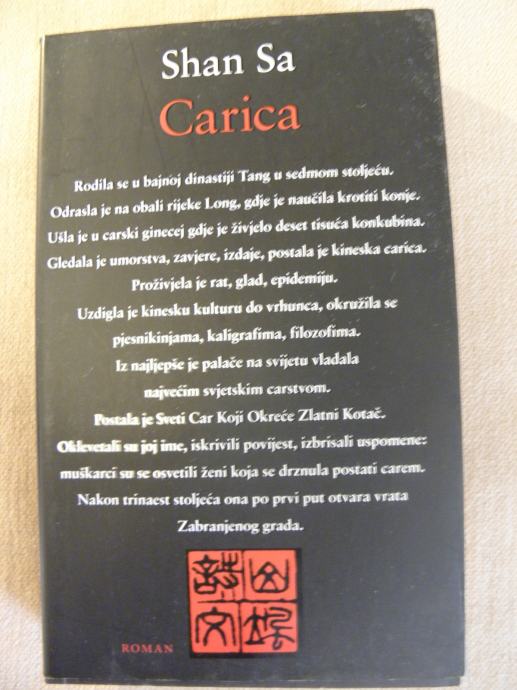 Shan Sa
Carica
Rodila se u bajnoj dinastiji Tang u sedmom stoljeću.
Odrasla je na obali rijeke Long, gdje je naučila krotiti konje.
Ušla je u carski ginecej gdje je živjelo deset tisuća konkubina.
Gledala je umorstva, zavjere, izdaje, postala je kineska carica.
Proživjela je rat, glad, epidemiju.
Uzdigla je kinesku kulturu do vrhunca, okružila se
pjesnikinjama, kaligrafima, filozofima.
Iz najljepše je palače na svijetu vladala
najvećim svjetskim carstvom.
Postala je Sveti Car Koji Okreće Zlatni Kotač.
Oklevetali su joj ime, iskrivili povijest, izbrisali uspomene:
muškarci su se osvetili ženi koja se drznula postati carem.
Nakon trinaest stoljeća ona po prvi put otvara vrata
Zabranjenog grada.
ROMAN